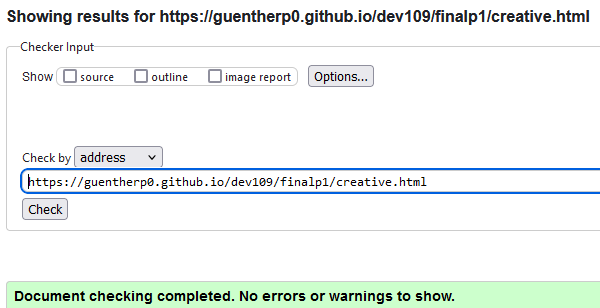 Showing results for https://guentherp0.github.io/dev109/finalp1/creative.html
Checker Input
Show source outline image report Options...
Check by address
https://guentherp0.github.io/dev109/finalp1/creative.html
Check
Document checking completed. No errors or warnings to show.